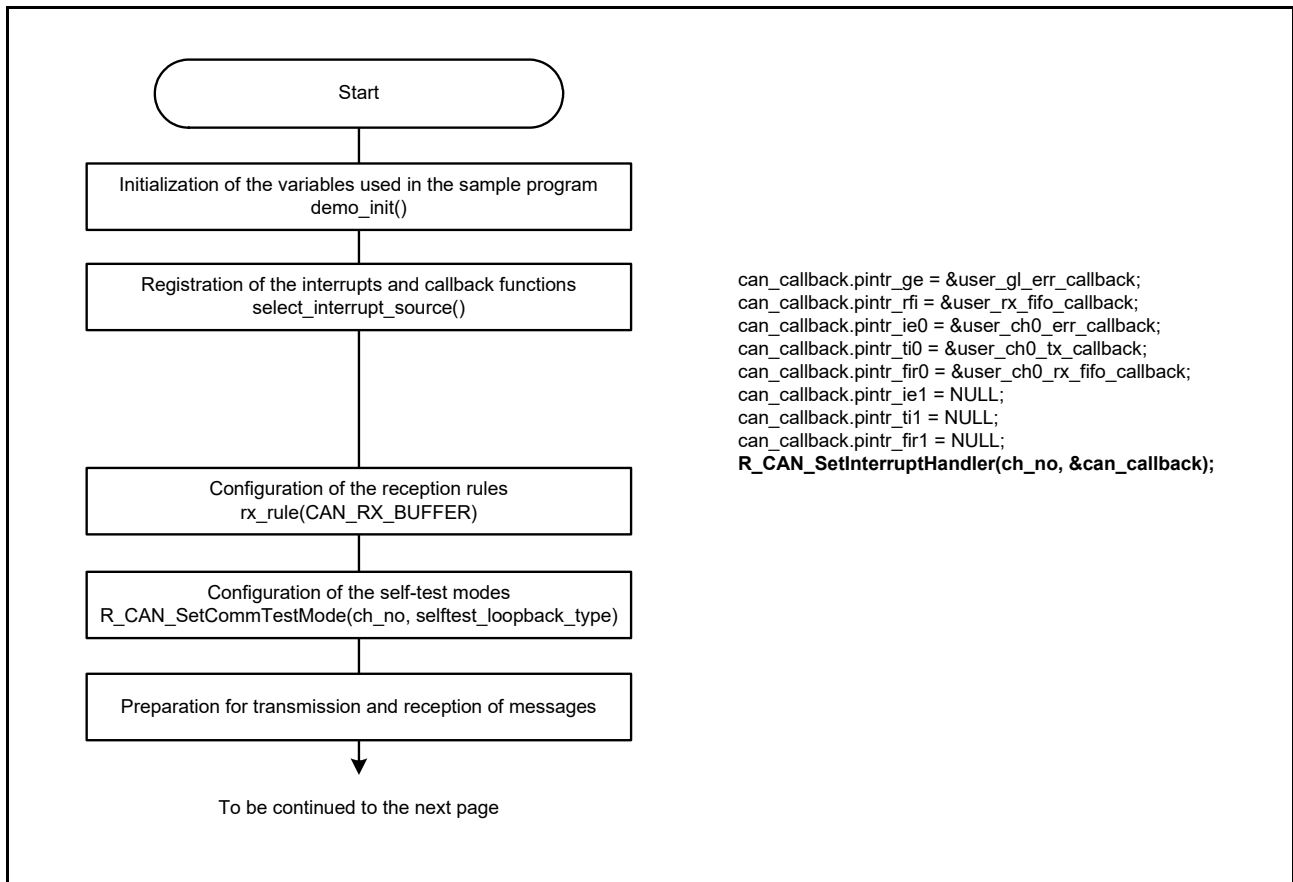 Start
Initialization of the variables used in the sample program
demo_init()
Registration of the interrupts and callback functions
select_interrupt_source()
can_callback.pintr_ge = &user_gl_err_callback;
can_callback.pintr_rfi = &user_rx_fifo_callback;
can_callback.pintr_ie0 = &user_ch0_err_callback;
can_callback.pintr_ti0 = &user_ch0_tx_callback;
can_callback.pintr_fir0 = &user_ch0_rx_fifo_callback;
can_callback.pintr_ie1 = NULL;
can_callback.pintr_ti1 = NULL;
can_callback.pintr_fir1 = NULL;
R_CAN_SetInterruptHandler(ch_no, &can_callback);
Configuration of the reception rules
rx_rule(CAN_RX_BUFFER)
Configuration of the self-test modes
R_CAN_SetCommTestMode(ch_no, selftest_loopback_type)
Preparation for transmission and reception of messages
To be continued to the next page